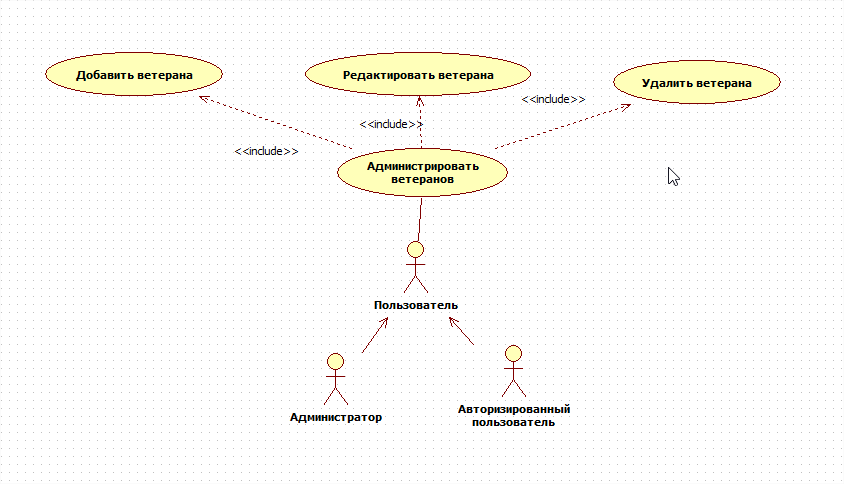 Добавить ветерана
Редактировать ветерана
Удалить ветерана
<<include>>
<<include>>
<<include>>
Администрировать
ветеранов
Пользователь
Администратор
Авторизированный
пользователь